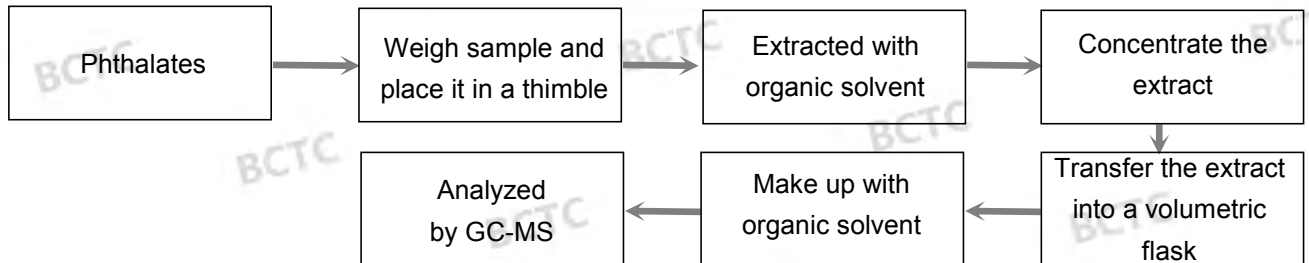 Phthalates
Weigh sample and
place it in a thimble
Extracted with
organic solvent
Concentrate the
extract
Transfer the extract
into a volumetric
flask
Make up with
organic solvent
Analyzed
by GC-MS
BCTC
BCTC
BCTC
BCTC
BCTC
BCTC
BCTC